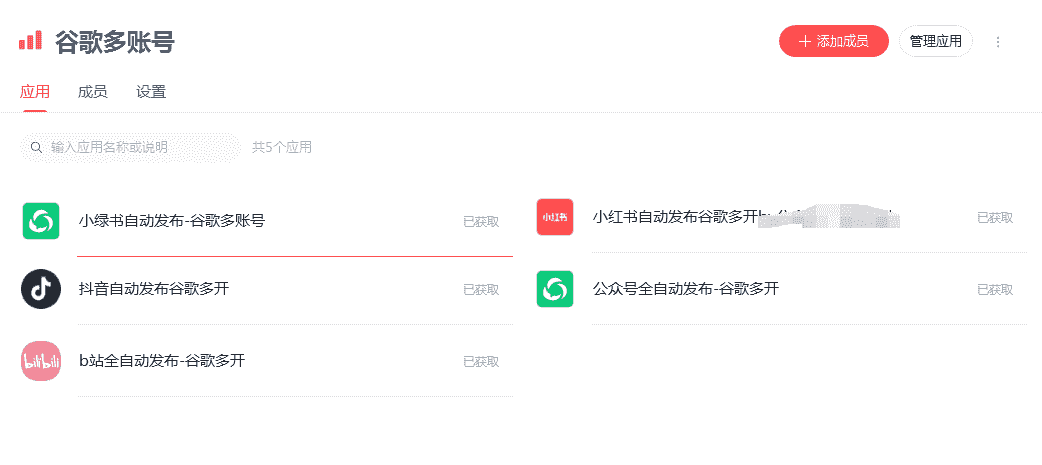 谷歌多账号
添加成员
管理应用
应用 成员 设置
输入应用名称或说明 共5个应用
小绿书自动发布-谷歌多账号 已获取
小红书
小红书自动发布谷歌多开 已获取
抖音自动发布谷歌多开 已获取
公众号全自动发布-谷歌多开 已获取
bilibili
b站全自动发布-谷歌多开 已获取